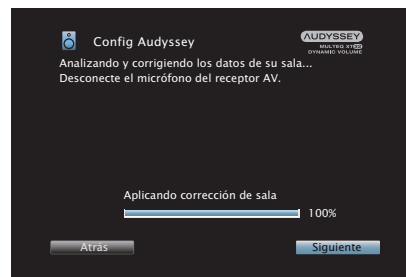 Config Audyssey
AUDYSSEY
MULTEQ XT32
DYNAMIC VOLUME
Analizando y corrigiendo los datos de su sala...
Desconecte el micrófono del receptor AV.
Aplicando corrección de sala
100%
Atrás
Siguiente